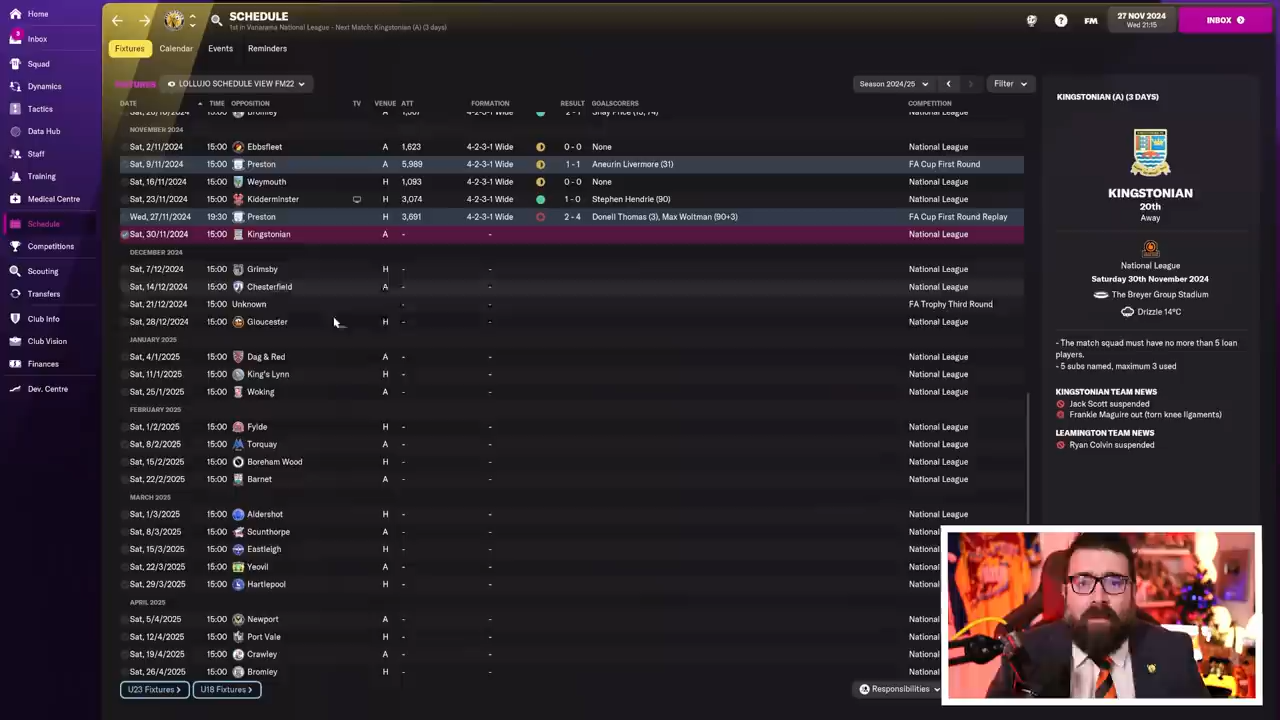 Home
3
Inbox
Squad
Dynamics
Tactics
Data Hub
Staff
Training
Medical Centre
Schedule
Competitions
Scouting
Transfers
Club Info
Club Vision
Finances
Dev. Centre
SCHEDULE
1st in Vanarama National League - Next Match: Kingstonian (A) (3 days)
FM
27 NOV 2024
Wed 21:15
INBOX
Fixtures Calendar Events Reminders
FIXTURES LOLLUJO SCHEDULE VIEW FM22 Season 2024/25 Filter
DATE TIME OPPOSITION TV VENUE ATT FORMATION RESULT GOALSCORERS COMPETITION
15:00 Bromley A 4-2-3-1 Wide 2 - 1 National League
NOVEMBER 2024
Sat, 2/11/2024 15:00 Ebbsfleet A 1,623 4-2-3-1 Wide 0 - 0 None National League
Sat, 9/11/2024 15:00 Preston A 5,989 4-2-3-1 Wide 1 - 1 Aneurin Livermore (31) FA Cup First Round
Sat, 16/11/2024 15:00 Weymouth H 1,093 4-2-3-1 Wide 0 - 0 None National League
Sat, 23/11/2024 15:00 Kidderminster H 3,074 4-2-3-1 Wide 1 - 0 Stephen Hendrie (90) National League
Wed, 27/11/2024 19:30 Preston H 3,691 4-2-3-1 Wide 2 - 4 Donell Thomas (3), Max Woltman (90+3) FA Cup First Round Replay
Sat, 30/11/2024 15:00 Kingstonian A - - National League
DECEMBER 2024
Sat, 7/12/2024 15:00 Grimsby H - - National League
Sat, 14/12/2024 15:00 Chesterfield A - - National League
Sat, 21/12/2024 15:00 Unknown - - FA Trophy Third Round
Sat, 28/12/2024 15:00 Gloucester H - - National League
JANUARY 2025
Sat, 4/1/2025 15:00 Dag & Red A - - National League
Sat, 11/1/2025 15:00 King's Lynn H - - National League
Sat, 25/1/2025 15:00 Woking A - - National League
FEBRUARY 2025
Sat, 1/2/2025 15:00 Fylde H - - National League
Sat, 8/2/2025 15:00 Torquay A - - National League
Sat, 15/2/2025 15:00 Boreham Wood H - - National League
Sat, 22/2/2025 15:00 Barnet A - - National League
MARCH 2025
Sat, 1/3/2025 15:00 Aldershot H - - National League
Sat, 8/3/2025 15:00 Scunthorpe A - - National
Sat, 15/3/2025 15:00 Eastleigh H - - National
Sat, 22/3/2025 15:00 Yeovil A - - National
Sat, 29/3/2025 15:00 Hartlepool H - - National
APRIL 2025
Sat, 5/4/2025 15:00 Newport A - - National
Sat, 12/4/2025 15:00 Port Vale H - - National
Sat, 19/4/2025 15:00 Crawley A - - National
Sat, 26/4/2025 15:00 Bromley H - - National
U23 Fixtures > U18 Fixtures > Responsibilities
KINGSTONIAN (A) (3 DAYS)
KINGSTONIAN
20th
Away
National League
Saturday 30th November 2024
The Breyer Group Stadium
Drizzle 14°C
- The match squad must have no more than 5 loan
players.
- 5 subs named, maximum 3 used
KINGSTONIAN TEAM NEWS
Jack Scott suspended
Frankie Maguire out (torn knee ligaments)
LEAMINGTON TEAM NEWS
Ryan Colvin suspended